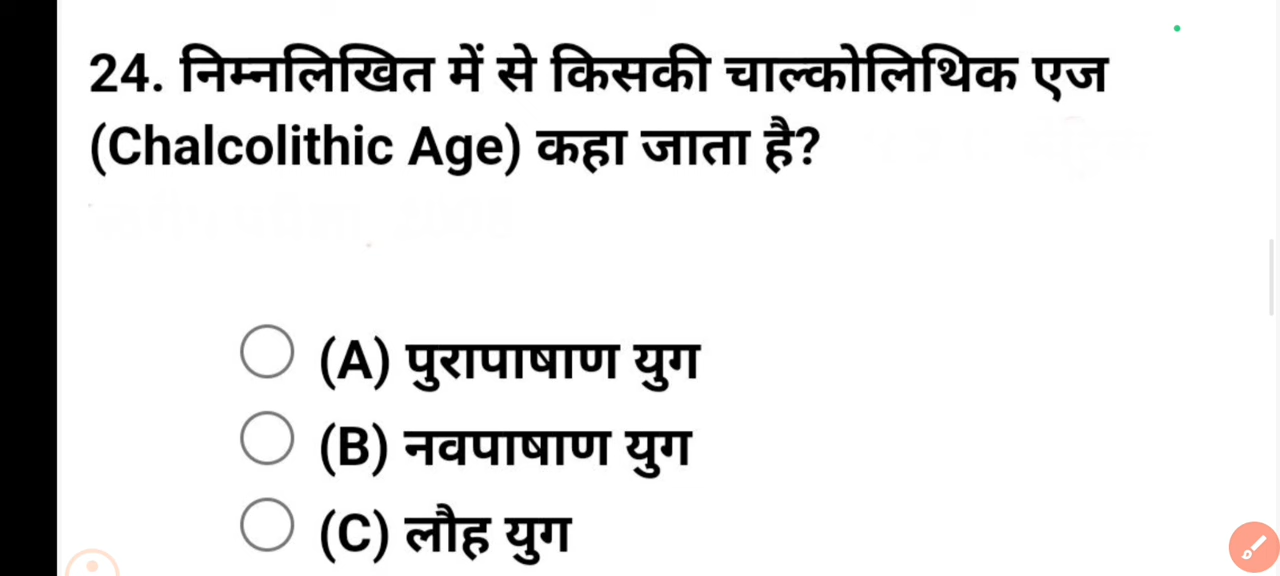 24. निम्नलिखित में से किसकी चाल्कोलिथिक एज
(Chalcolithic Age) कहा जाता है?
(A) पुरापाषाण युग
(B) नवपाषाण युग
(C) लौह युग